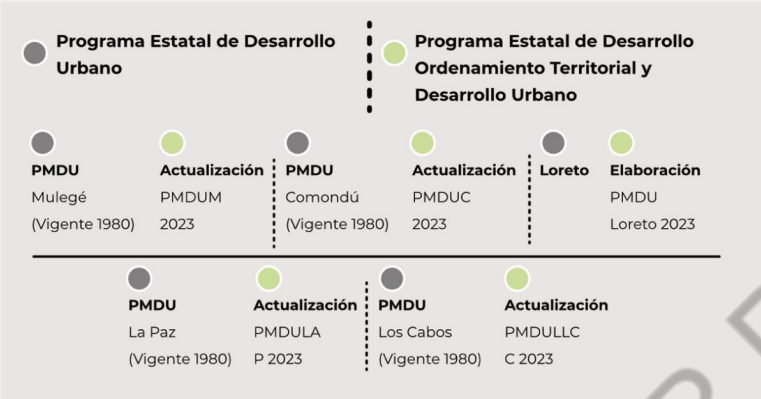 Programa Estatal de Desarrollo
Urbano
Programa Estatal de Desarrollo
Ordenamiento Territorial y
Desarrollo Urbano
PMDU
Mulegé
(Vigente 1980)
Actualización
PMDUM
2023
PMDU
Comondú
(Vigente 1980)
Actualización
PMDUC
2023
Loreto
Elaboración
PMDU
Loreto 2023
PMDU
La Paz
(Vigente 1980)
Actualización
PMDULA
P 2023
PMDU
Los Cabos
(Vigente 1980)
Actualización
PMDULLC
C 2023